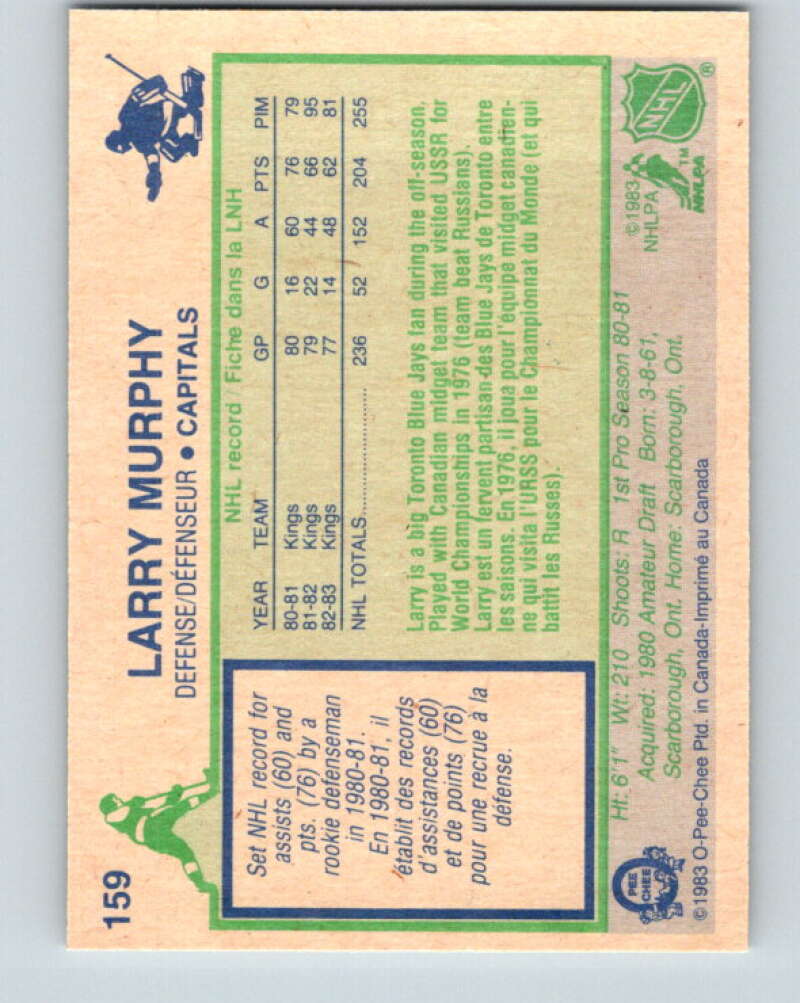 159
LARRY MURPHY
DEFENSE/DÉFENSEUR • CAPITALS
Set NHL record for
assists (60) and
pts. (76) by a
rookie defenseman
in 1980-81.
En 1980-81, il
établit des records
d'assistances (60)
et de points (76)
pour une recrue à la
défense.
NHL record / Fiche dans la LNH
YEAR TEAM GP G A PTS PIM
80-81 Kings 80 16 60 76 79
81-82 Kings 79 22 44 66 95
82-83 Kings 77 14 48 62 81
NHL TOTALS 236 52 152 204 255
Larry is a big Toronto Blue Jays fan during the off-season.
Played with Canadian midget team that visited USSR for
World Championships in 1976 (team beat Russians).
Larry est un fervent partisan des Blue Jays de Toronto entre
les saisons. En 1976, il joua pour l'équipe midget canadien-
ne qui visita l'URSS pour le Championnat du Monde (et qui
battit les Russes).
Ht: 6'1" Wt: 210 Shoots: R 1st Pro Season 80-81
Acquired: 1980 Amateur Draft Born: 3-8-61,
Scarborough, Ont. Home: Scarborough, Ont.
©1983
NHLPA
NHL ®
NHLPA ™
O PEE CHEE
©1983 O-Pee-Chee Ptd. in Canada-Imprimé au Canada